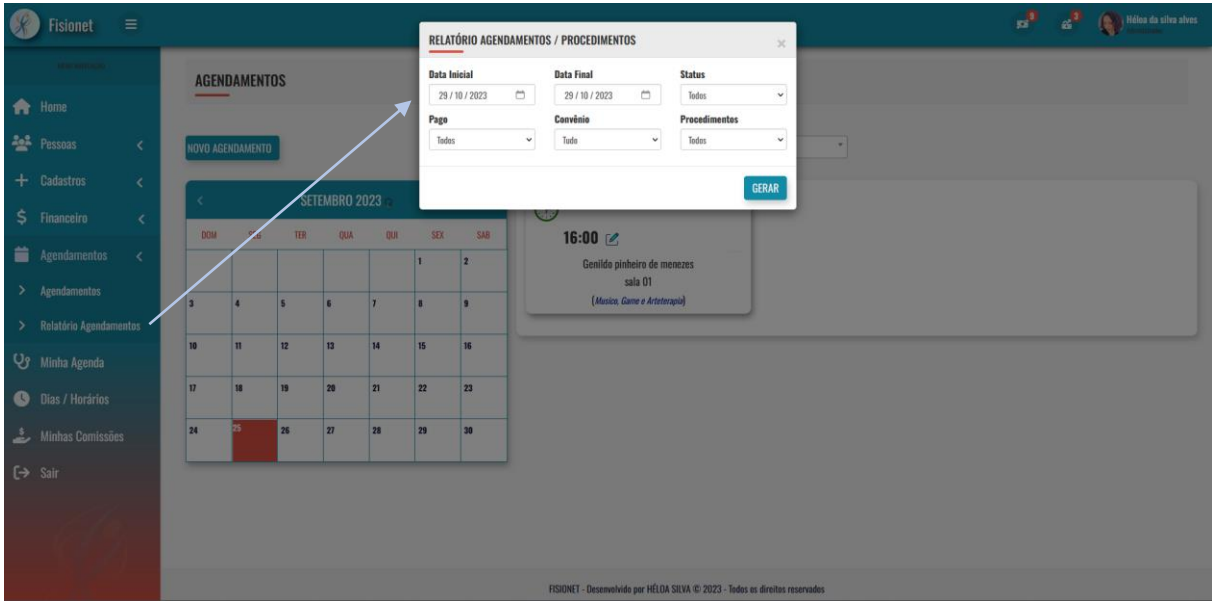 Fisionet
3
3
Héloa da silva alves
Home
Pessoas
Cadastros
Financeiro
Agendamentos
Agendamentos
Relatório Agendamentos
Minha Agenda
Dias / Horários
Minhas Comissões
Sair
AGENDAMENTOS
NOVO AGENDAMENTO
RELATÓRIO AGENDAMENTOS / PROCEDIMENTOS
×
Data Inicial Data Final Status
29 / 10 / 2023 29 / 10 / 2023 Todos
Pago Convênio Procedimentos
Todos Tudo Todos
GERAR
SETEMBRO 2023
DOM SEG TER QUA QUI SEX SAB
1 2
3 4 5 6 7 8 9
10 11 12 13 14 15 16
17 18 19 20 21 22 23
24 25 26 27 28 29 30
16:00
Genildo pinheiro de menezes
sala 01
(Musica, Game e Arteterapia)
FISIONET - Desenvolvido por HÉLOA SILVA © 2023 - Todos os direitos reservados